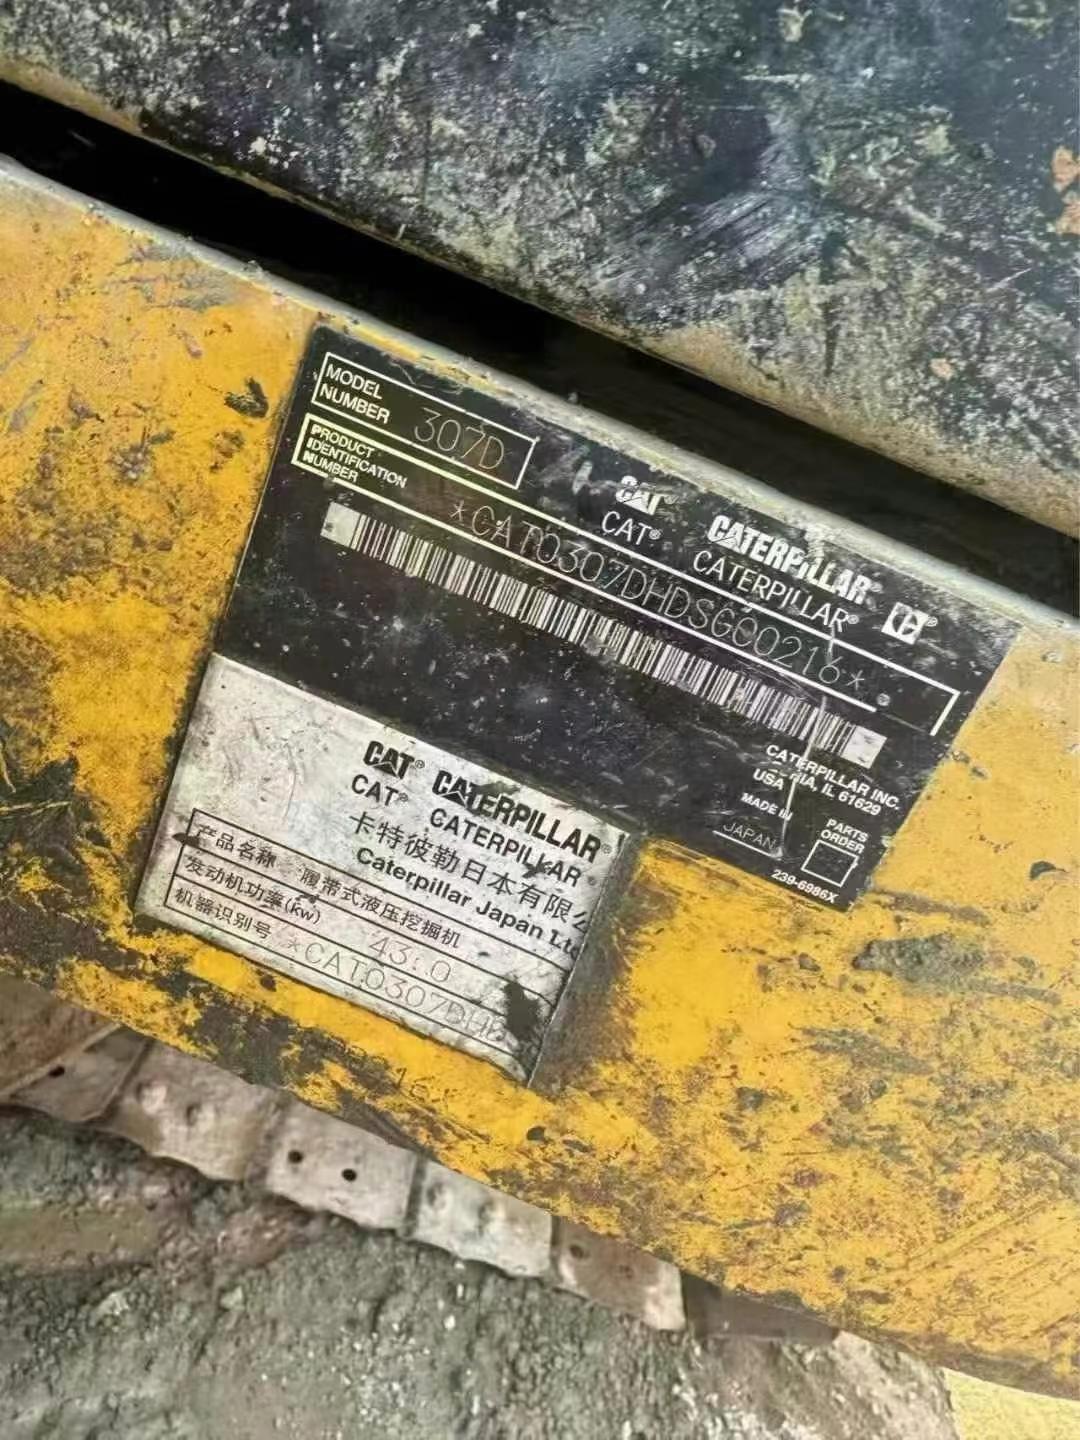 MODEL
NUMBER
307D
PRODUCT
IDENTIFICATION
NUMBER
CAT® CATERPILLAR®
CAT® CATERPILLAR®
*CAT0307DHDSG00216*
CATERPILLAR INC.
USA IL 61629
MADE IN
JAPAN
PARTS
ORDER
239-6986X
CAT® CATERPILLAR®
CAT® CATERPILLAR®
卡特彼勒日本有限
Caterpillar Japan
产品名称 履带式液压挖掘机
发动机功率(kw) 43.0
机器识别号 *CAT0307DH